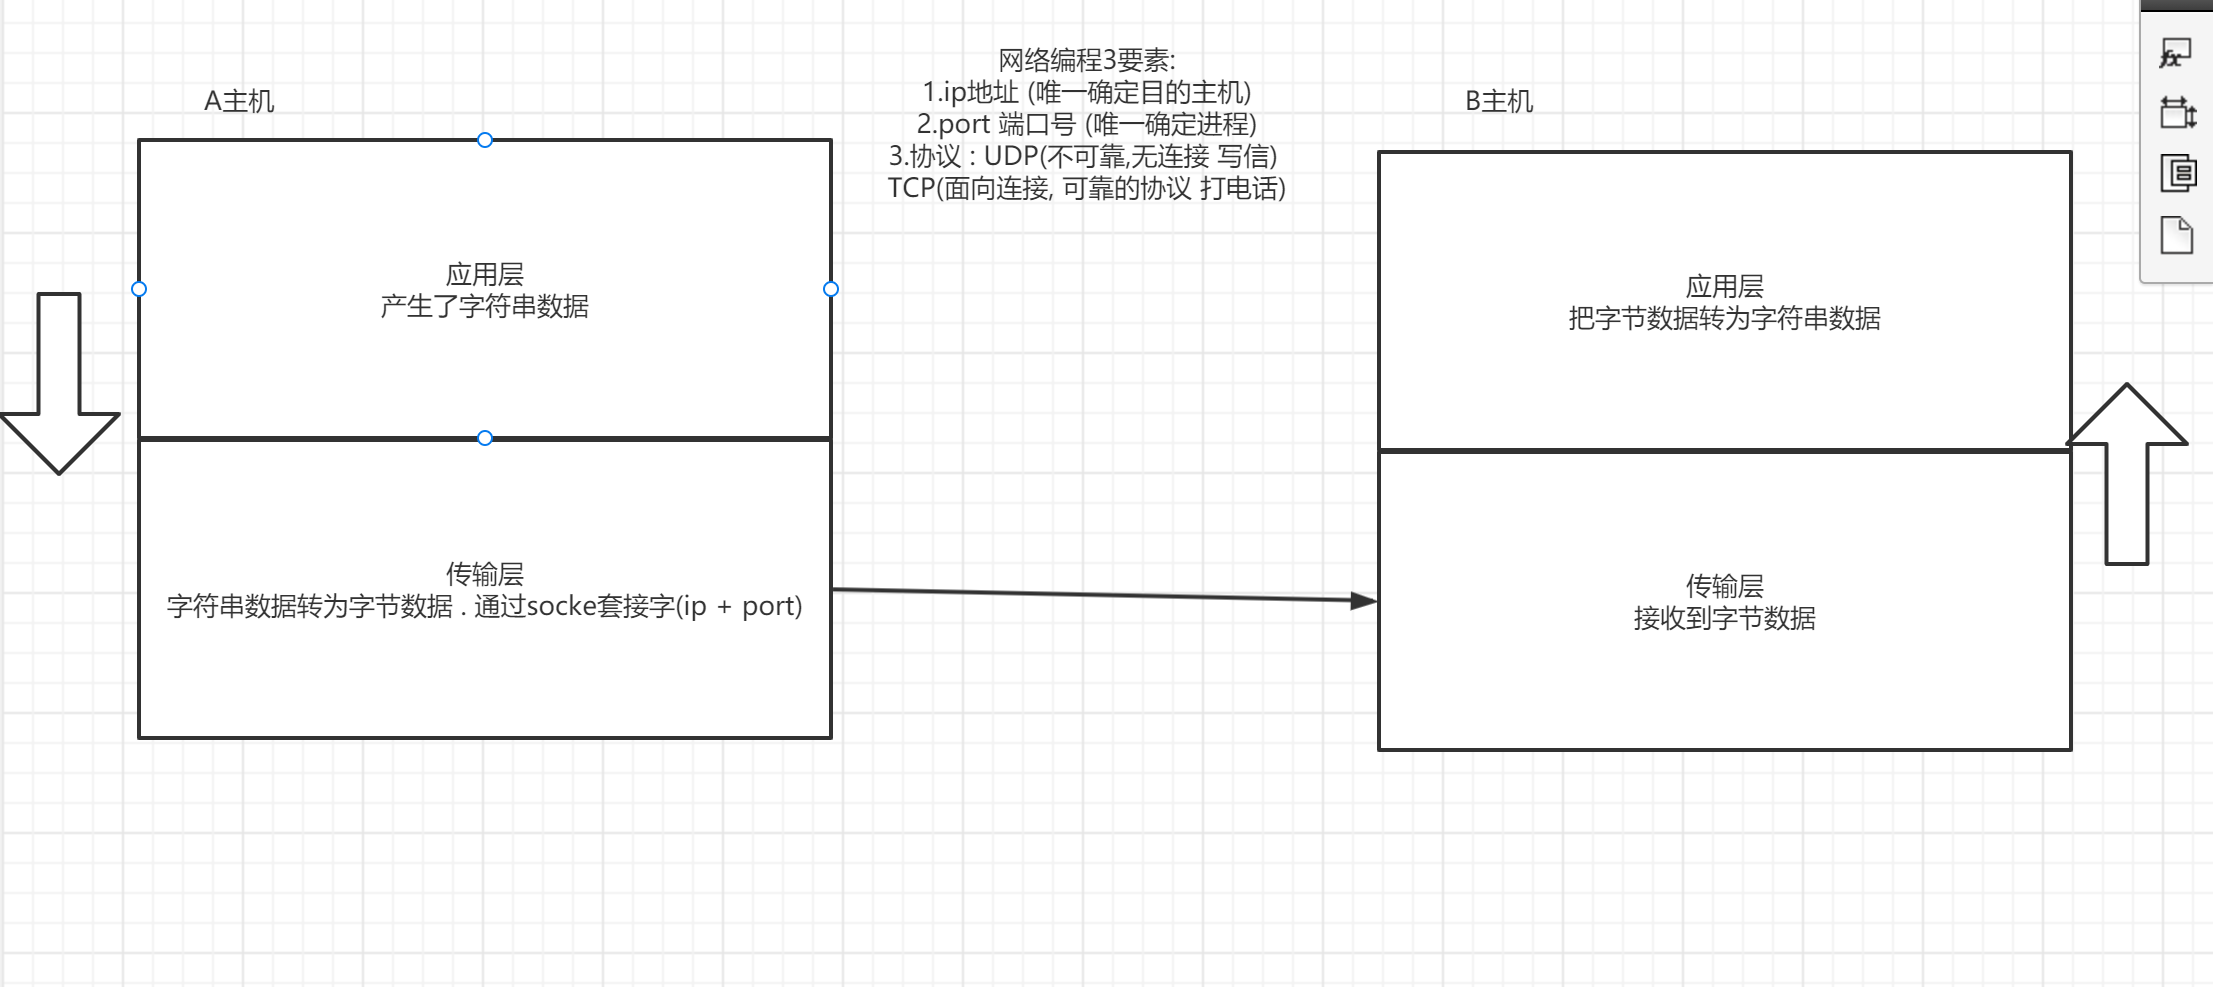 网络编程3要素:
1.ip地址 (唯一确定目的主机)
2.port 端口号 (唯一确定进程)
3.协议 : UDP(不可靠,无连接 写信)
TCP(面向连接, 可靠的协议 打电话)
A主机
应用层
产生了字符串数据
传输层
字符串数据转为字节数据 . 通过socke套接字(ip + port)
B主机
应用层
把字节数据转为字符串数据
传输层
接收到字节数据
fx